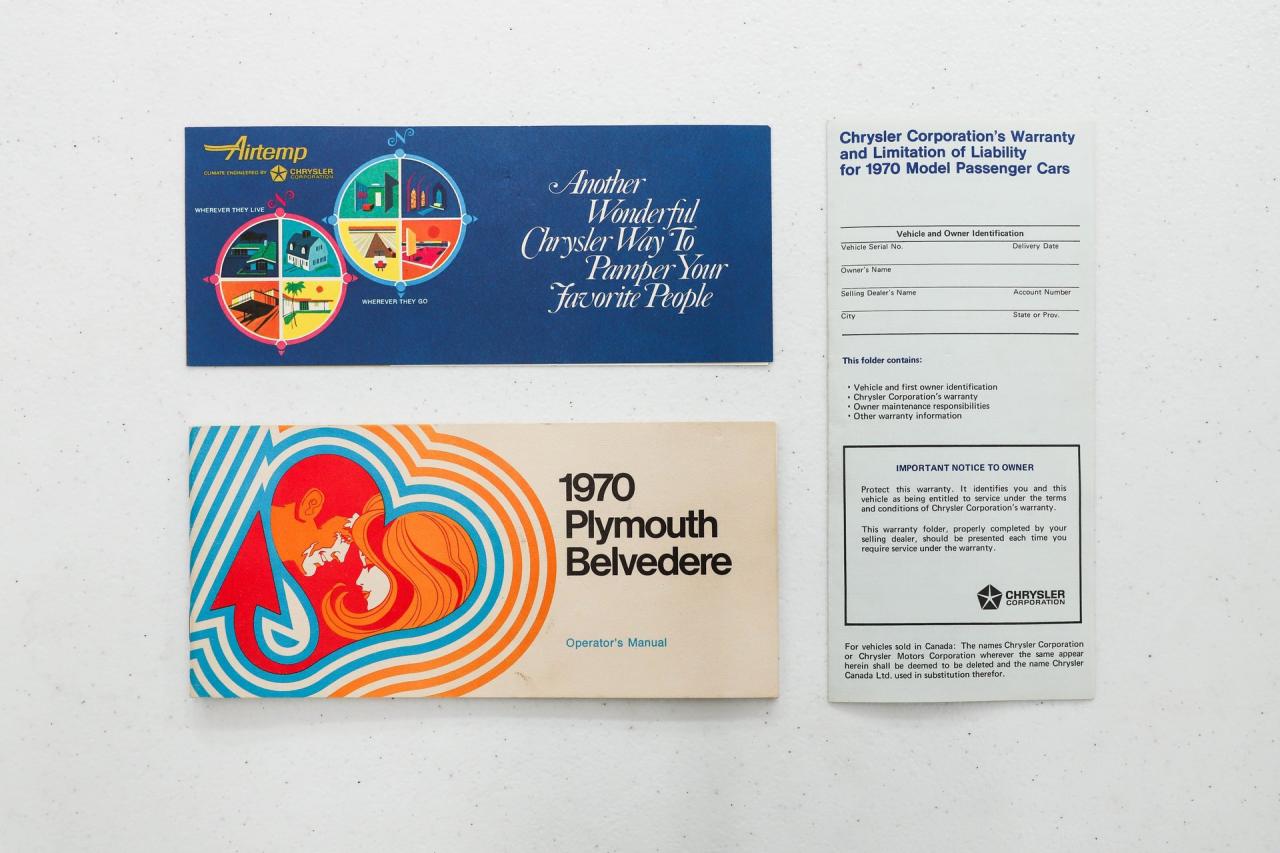 Airtemp
CLIMATE ENGINEERED BY CHRYSLER
CORPORATION
N
WHEREVER THEY LIVE
N
WHEREVER THEY GO
Another
Wonderful
Chrysler Way To
Pamper Your
Favorite People
1970
Plymouth
Belvedere
Operator's Manual
Chrysler Corporation's Warranty
and Limitation of Liability
for 1970 Model Passenger Cars
Vehicle and Owner Identification
Vehicle Serial No. Delivery Date
Owner's Name
Selling Dealer's Name Account Number
City State or Prov.
This folder contains:
• Vehicle and first owner identification
• Chrysler Corporation's warranty
• Owner maintenance responsibilities
• Other warranty information
IMPORTANT NOTICE TO OWNER
Protect this warranty. It identifies you and this
vehicle as being entitled to service under the terms
and conditions of Chrysler Corporation's warranty.
This warranty folder, properly completed by your
selling dealer, should be presented each time you
require service under the warranty.
CHRYSLER
CORPORATION
For vehicles sold in Canada: The names Chrysler Corporation
or Chrysler Motors Corporation wherever the same appear
herein shall be deemed to be deleted and the name Chrysler
Canada Ltd. used in substitution therefor.